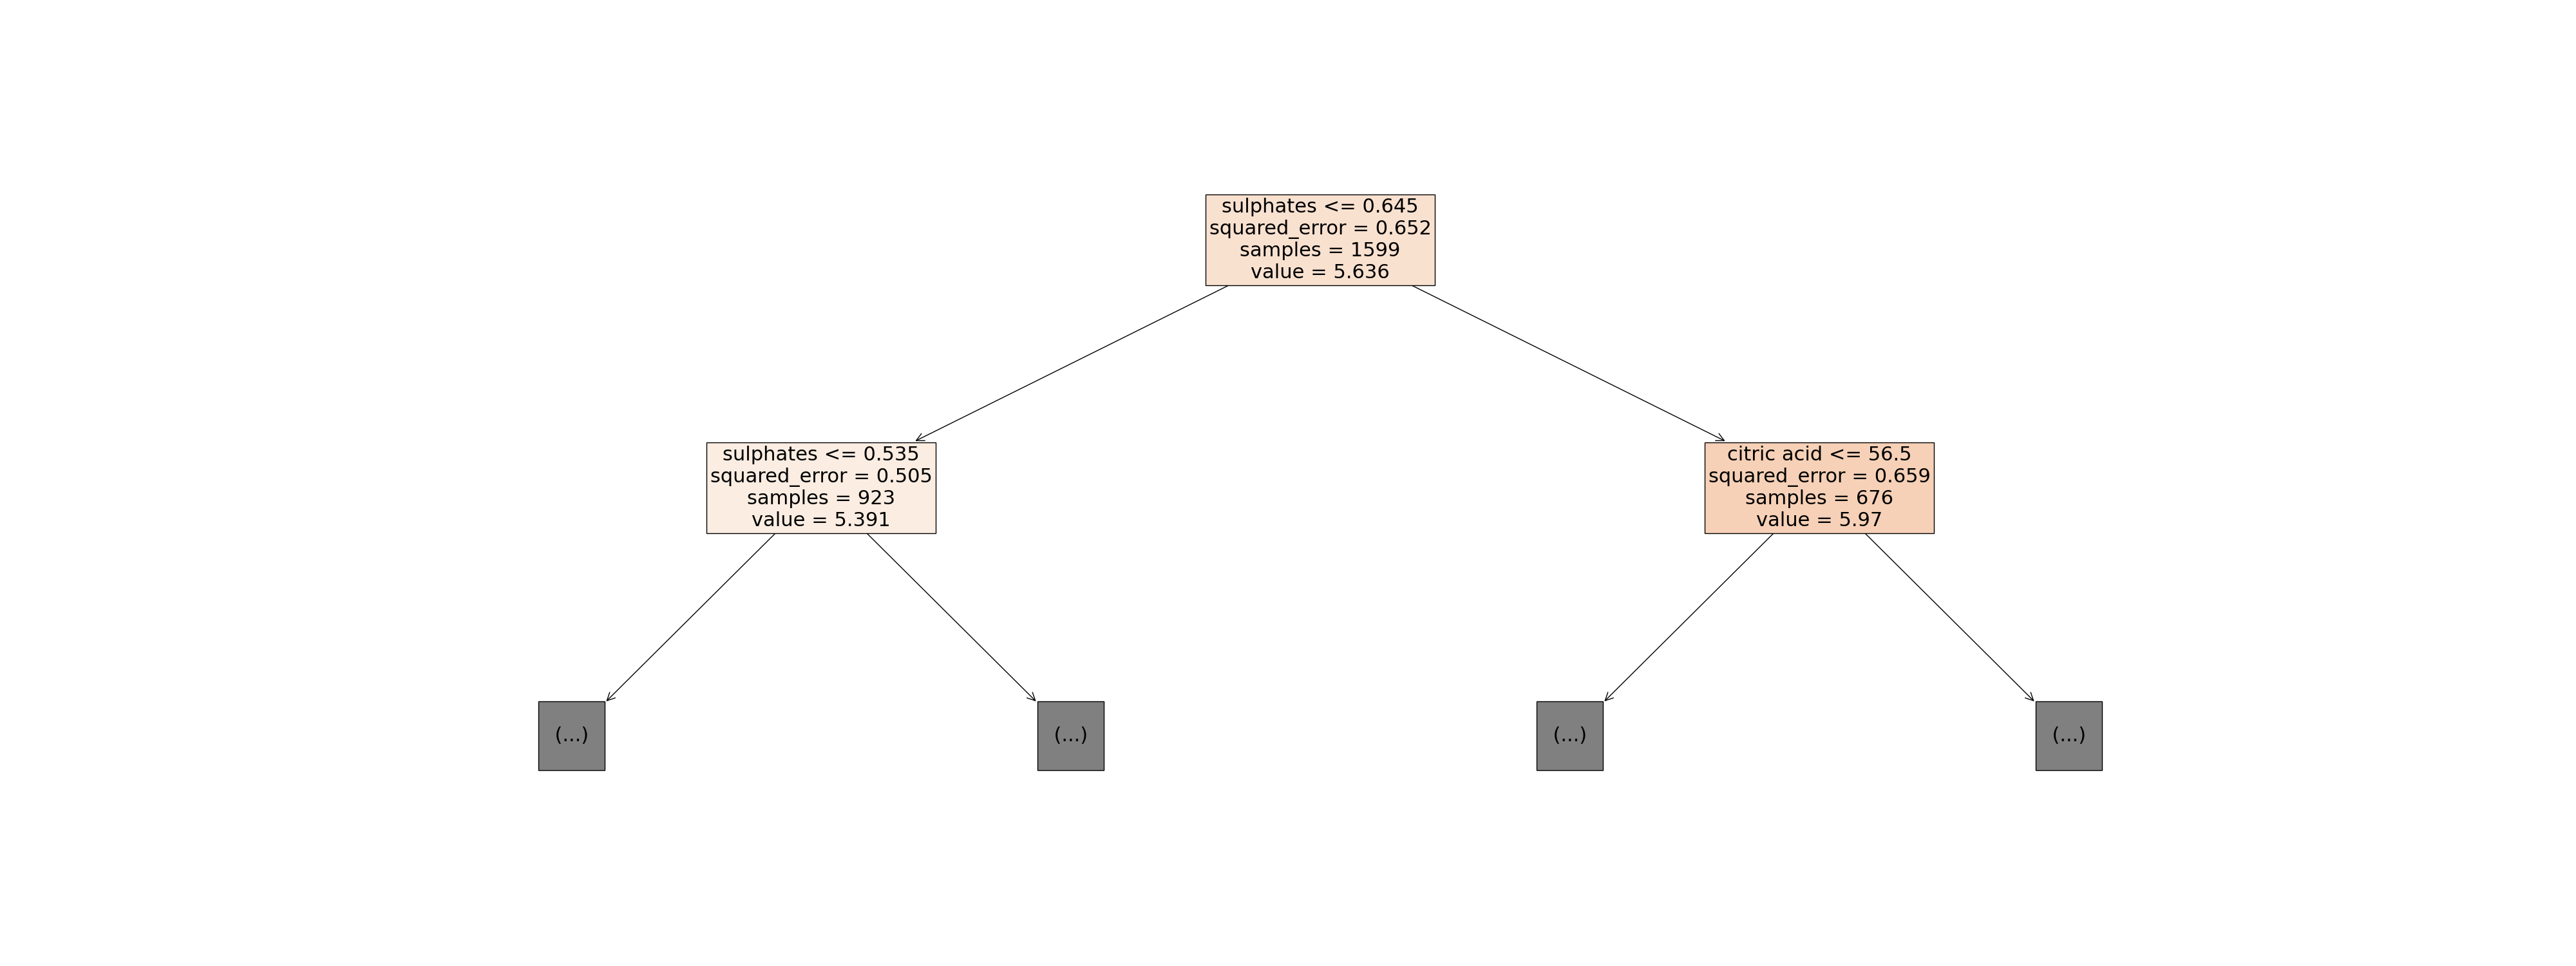 sulphates <= 0.645
squared_error = 0.652
samples = 1599
value = 5.636
sulphates <= 0.535
squared_error = 0.505
samples = 923
value = 5.391
citric acid <= 56.5
squared_error = 0.659
samples = 676
value = 5.97
(...)
(...)
(...)
(...)